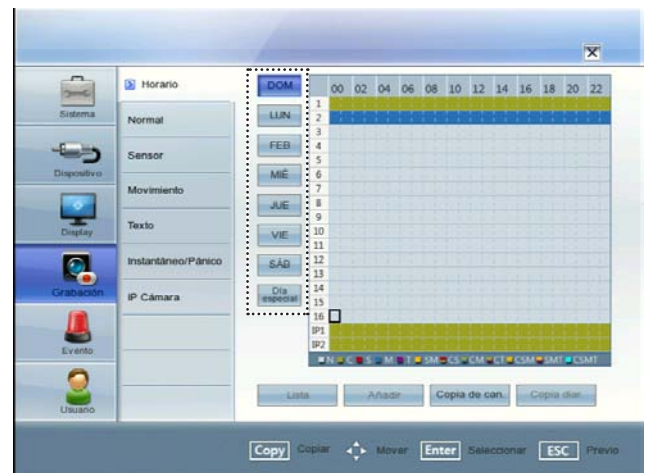 Sistema
Dispositivo
Display
Grabación
Evento
Usuario
Horario
Normal
Sensor
Movimiento
Texto
Instantáneo/Pánico
IP Cámara
DOM
LUN
FEB
MIÉ
JUE
VIE
SÁB
Día especial
00 02 04 06 08 10 12 14 16 18 20 22
1
2
3
4
5
6
7
8
9
10
11
12
13
14
15
16
IP1
IP2
N C S M T SM CS CM CT CSM SMT CSMT
Lista Añadir Copia de can. Copia diar.
Copy Copiar Mover Enter Seleccionar ESC Previo